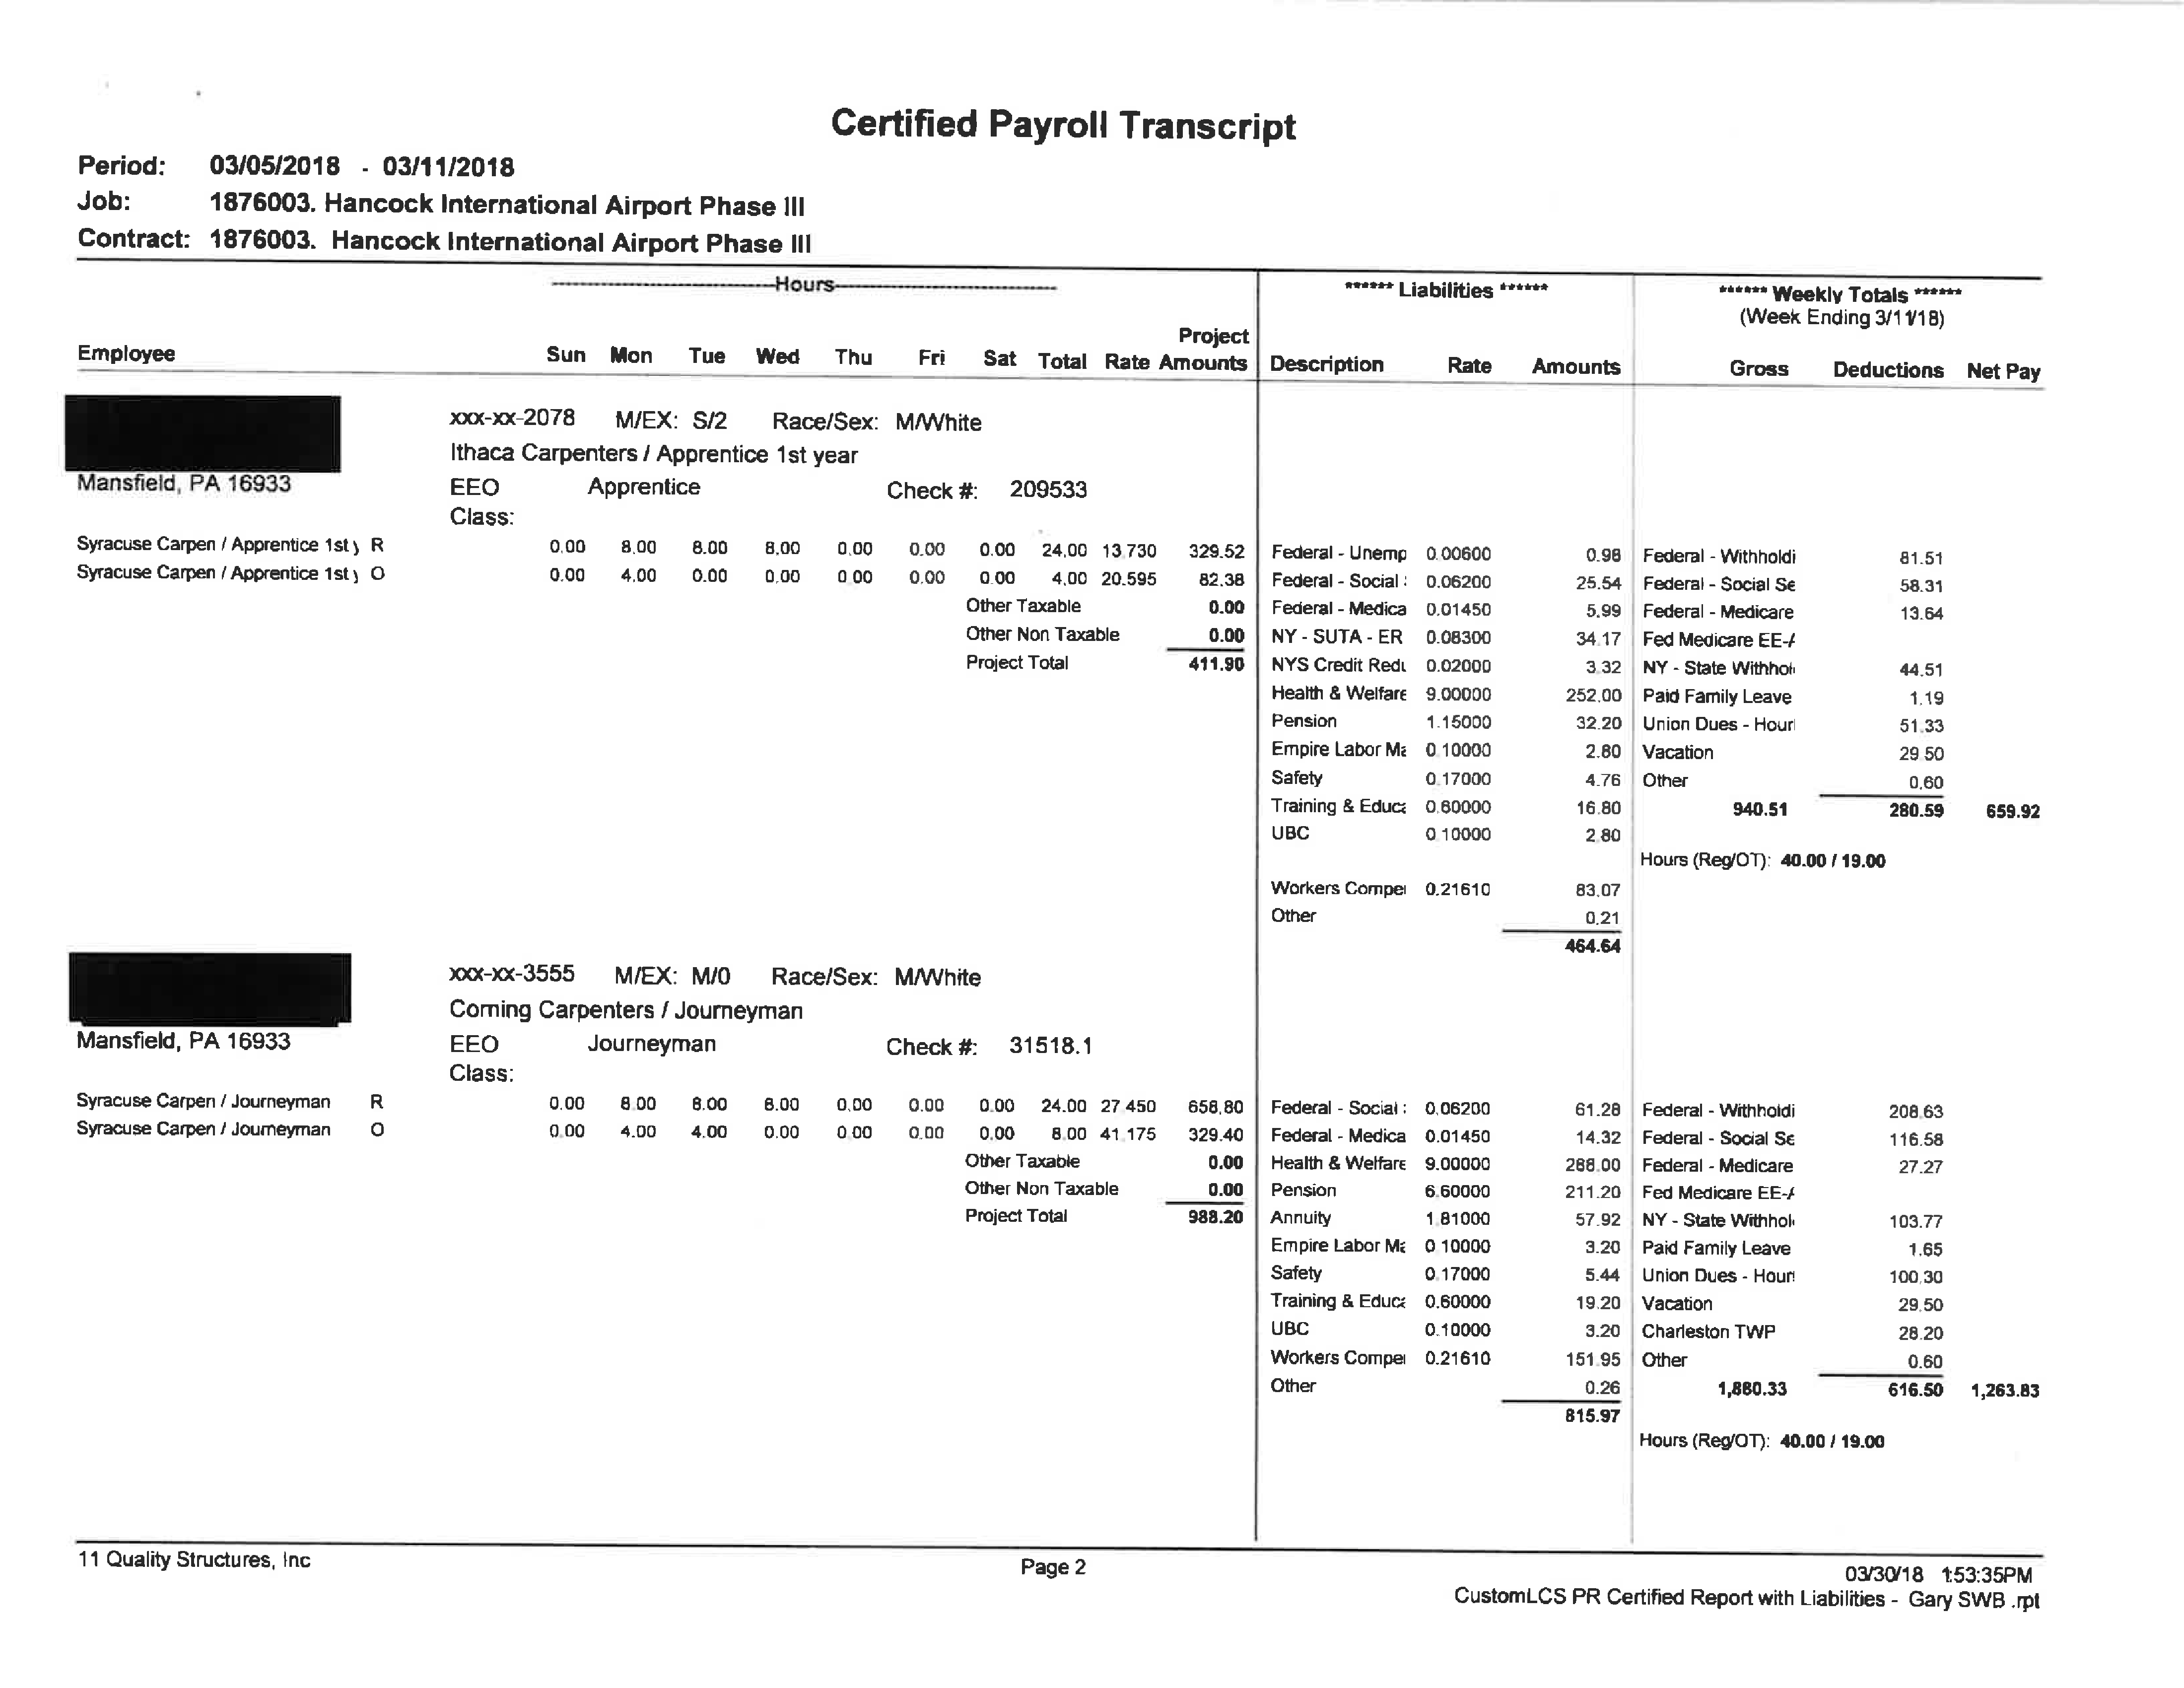 Certified Payroll Transcript
Period: 03/05/2018 - 03/11/2018
Job: 1876003. Hancock International Airport Phase III
Contract: 1876003. Hancock International Airport Phase III
Hours
****** Liabilities ******
****** Weekly Totals ******
(Week Ending 3/11/18)
Employee Sun Mon Tue Wed Thu Fri Sat Total Rate Project Amounts Description Rate Amounts Gross Deductions Net Pay
xxx-xx-2078 M/EX: S/2 Race/Sex: M/White
Ithaca Carpenters / Apprentice 1st year
Mansfield, PA 16933 EEO Class: Apprentice Check #: 209533
Syracuse Carpen / Apprentice 1st y R 0.00 8.00 8.00 8.00 0.00 0.00 0.00 24.00 13.730 329.52 Federal - Unemp 0.00600 0.98 Federal - Withholdi 81.51
Syracuse Carpen / Apprentice 1st y O 0.00 4.00 0.00 0.00 0.00 0.00 0.00 4.00 20.595 82.38 Federal - Social : 0.06200 25.54 Federal - Social Se 58.31
Other Taxable 0.00 Federal - Medica 0.01450 5.99 Federal - Medicare 13.64
Other Non Taxable 0.00 NY - SUTA - ER 0.08300 34.17 Fed Medicare EE-A
Project Total 411.90 NYS Credit Redu 0.02000 3.32 NY - State Withhol 44.51
Health & Welfare 9.00000 252.00 Paid Family Leave 1.19
Pension 1.15000 32.20 Union Dues - Hourl 51.33
Empire Labor Ma 0.10000 2.80 Vacation 29.50
Safety 0.17000 4.76 Other 0.60
Training & Educa 0.60000 16.80 940.51 280.59 659.92
UBC 0.10000 2.80
Hours (Reg/OT): 40.00 / 19.00
Workers Compe 0.21610 83.07
Other 0.21
464.64
xxx-xx-3555 M/EX: M/0 Race/Sex: M/White
Corning Carpenters / Journeyman
Mansfield, PA 16933 EEO Class: Journeyman Check #: 31518.1
Syracuse Carpen / Journeyman R 0.00 8.00 8.00 8.00 0.00 0.00 0.00 24.00 27.450 658.80 Federal - Social : 0.06200 61.28 Federal - Withholdi 208.63
Syracuse Carpen / Journeyman O 0.00 4.00 4.00 0.00 0.00 0.00 0.00 8.00 41.175 329.40 Federal - Medica 0.01450 14.32 Federal - Social Se 116.58
Other Taxable 0.00 Health & Welfare 9.00000 288.00 Federal - Medicare 27.27
Other Non Taxable 0.00 Pension 6.60000 211.20 Fed Medicare EE-A
Project Total 988.20 Annuity 1.81000 57.92 NY - State Withhol 103.77
Empire Labor Ma 0.10000 3.20 Paid Family Leave 1.65
Safety 0.17000 5.44 Union Dues - Hourl 100.30
Training & Educa 0.60000 19.20 Vacation 29.50
UBC 0.10000 3.20 Charleston TWP 28.20
Workers Compe 0.21610 151.95 Other 0.60
Other 0.26 1,880.33 616.50 1,263.83
815.97
Hours (Reg/OT): 40.00 / 19.00
11 Quality Structures, Inc Page 2 03/30/18 1:53:35PM
CustomLCS PR Certified Report with Liabilities - Gary SWB .rpt